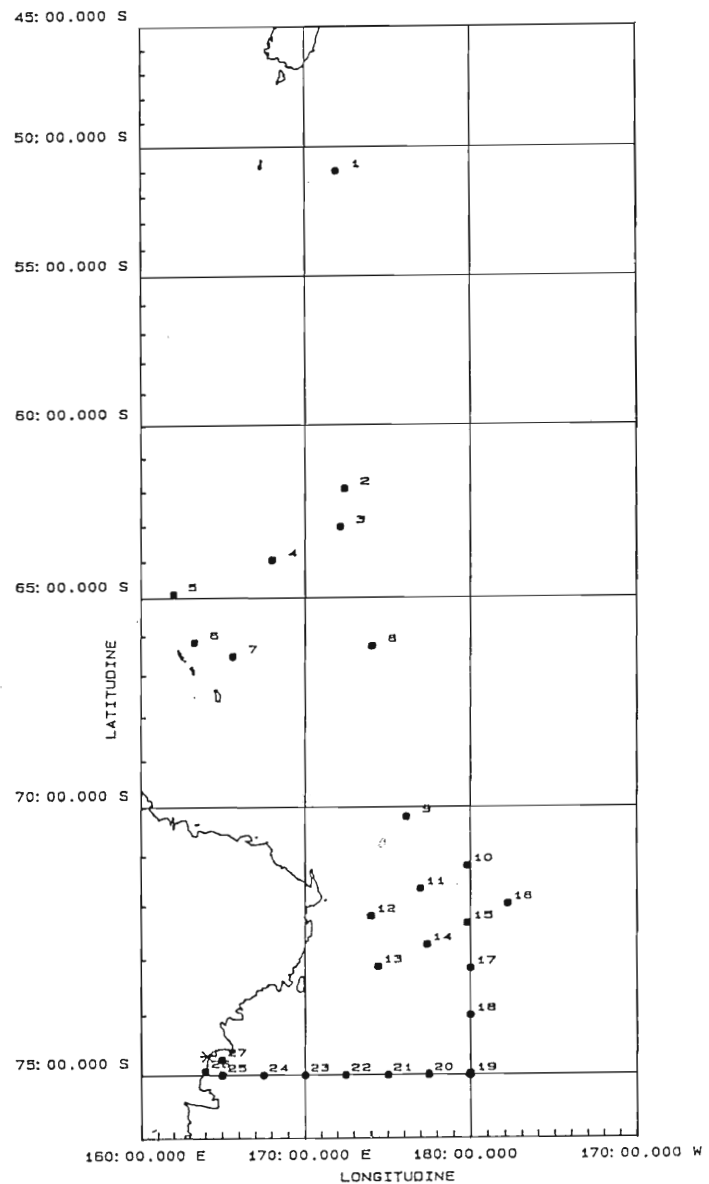 45: 00.000 S
50: 00.000 S
1
55: 00.000 S
60: 00.000 S
2
3
4
65: 00.000 S
5
6
7
8
LATITUDINE
70: 00.000 S
9
10
11
16
12
15
14
13
17
18
27
75: 00.000 S
25
24
23
22
21
20
19
160: 00.000 E
170: 00.000 E
180: 00.000
170: 00.000 W
LONGITUDINE